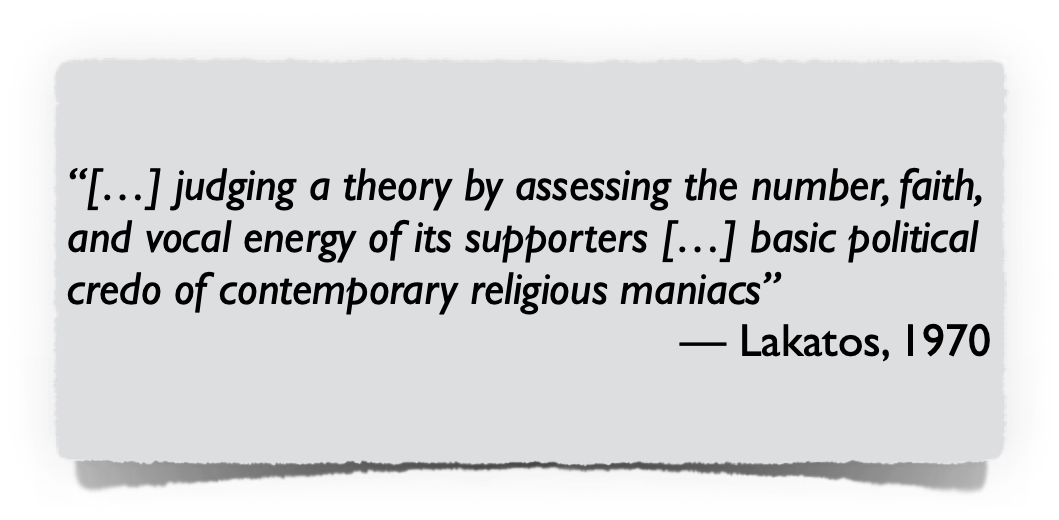 “[…] judging a theory by assessing the number, faith,
and vocal energy of its supporters […] basic political
credo of contemporary religious maniacs”
— Lakatos, 1970